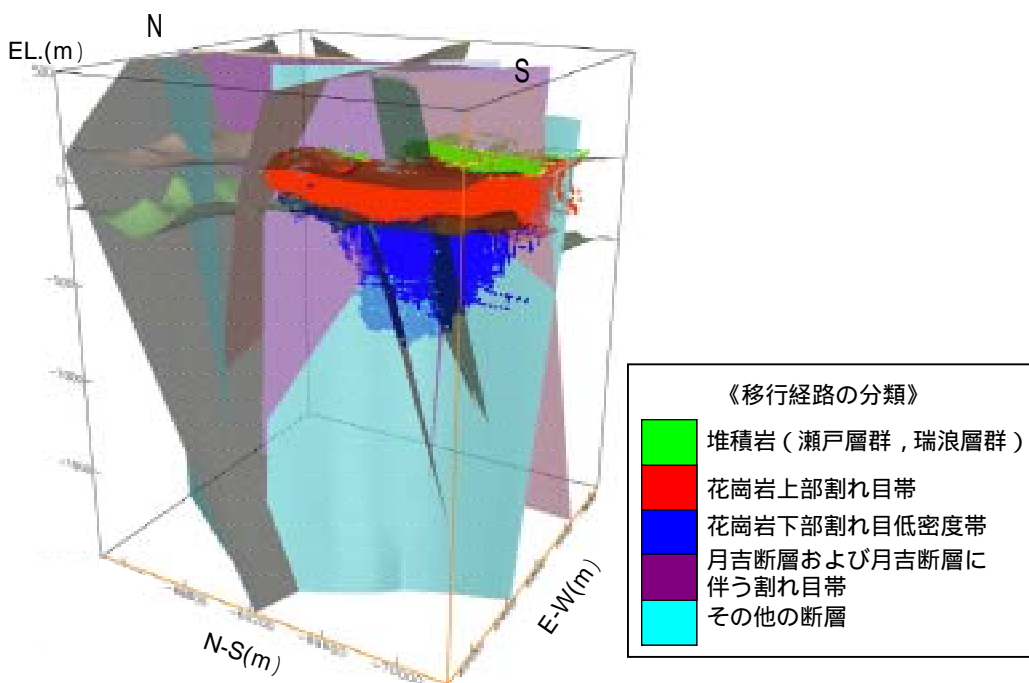 N
EL.(m)
S
N-S(m)
E-W(m)
《移行経路の分類》
堆積岩(瀬戸層群,瑞浪層群)
花崗岩上部割れ目帯
花崗岩下部割れ目低密度帯
月吉断層および月吉断層に
伴う割れ目帯
その他の断層